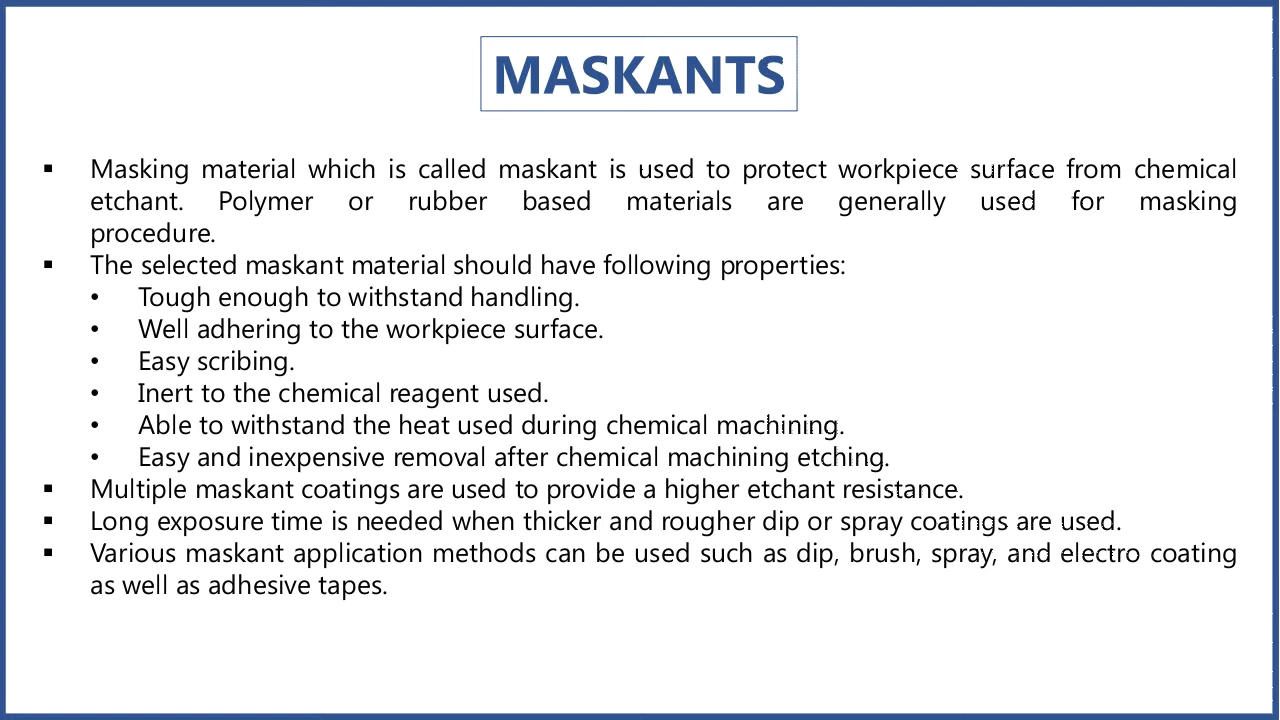 MASKANTS
▪ Masking material which is called maskant is used to protect workpiece surface from chemical
etchant. Polymer or rubber based materials are generally used for masking
procedure.
▪ The selected maskant material should have following properties:
• Tough enough to withstand handling.
• Well adhering to the workpiece surface.
• Easy scribing.
• Inert to the chemical reagent used.
• Able to withstand the heat used during chemical machining.
• Easy and inexpensive removal after chemical machining etching.
▪ Multiple maskant coatings are used to provide a higher etchant resistance.
▪ Long exposure time is needed when thicker and rougher dip or spray coatings are used.
▪ Various maskant application methods can be used such as dip, brush, spray, and electro coating
as well as adhesive tapes.